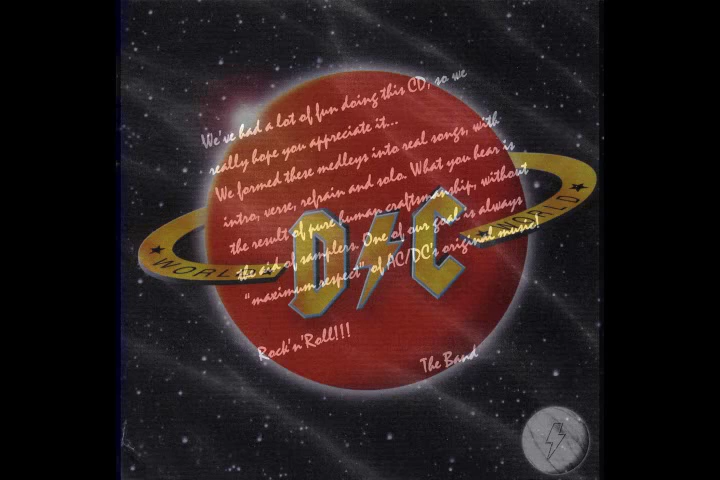 We've had a lot of fun doing this CD, so we
really hope you appreciate it...
We formed these medleys into real songs, with
intro, verse, refrain and solo. What you hear is
the result of pure human craftsmanship, without
the aid of samplers. One of our goal is always
"maximum respect" of AC/DC's original music!
Rock'n'Roll!!!
The Band
D C
WORLD
WORLD